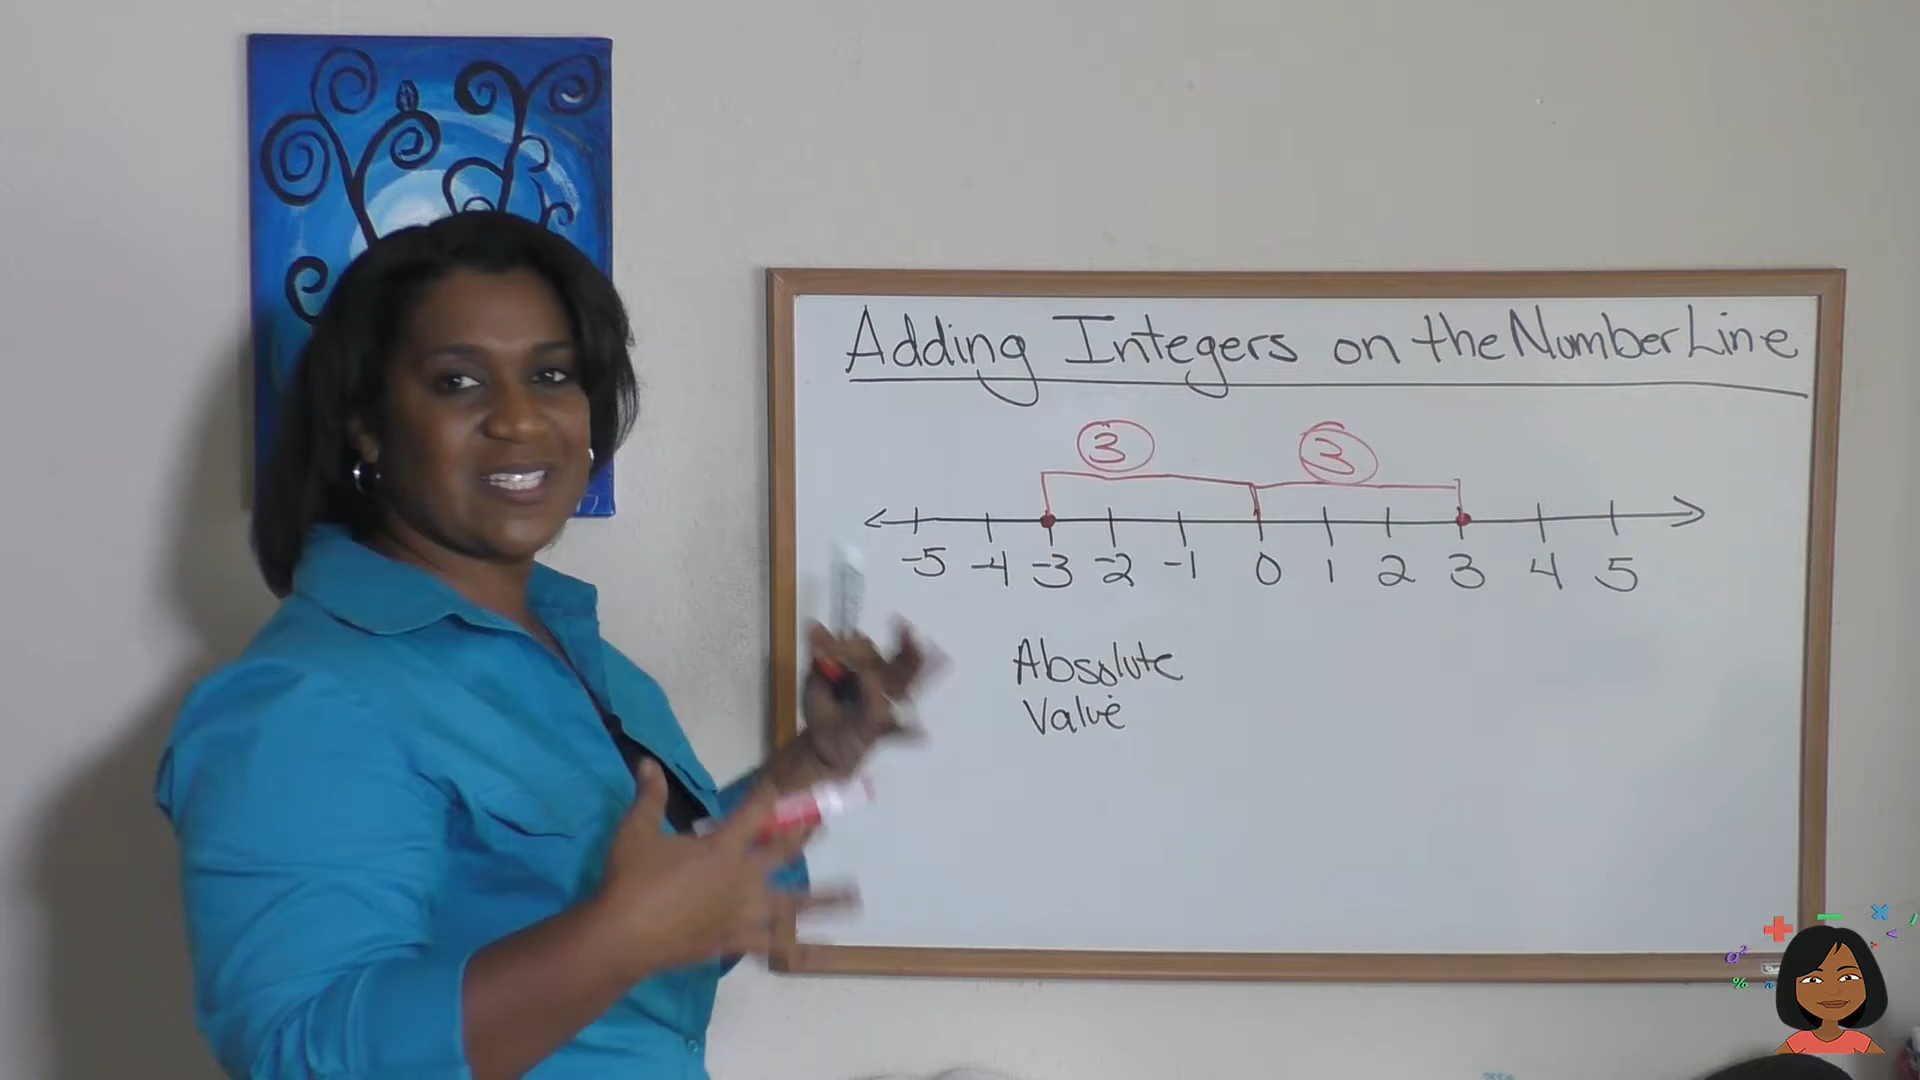 Adding Integers on the Number Line
3 3
-5 -4 -3 -2 -1 0 1 2 3 4 5
Absolute
Value